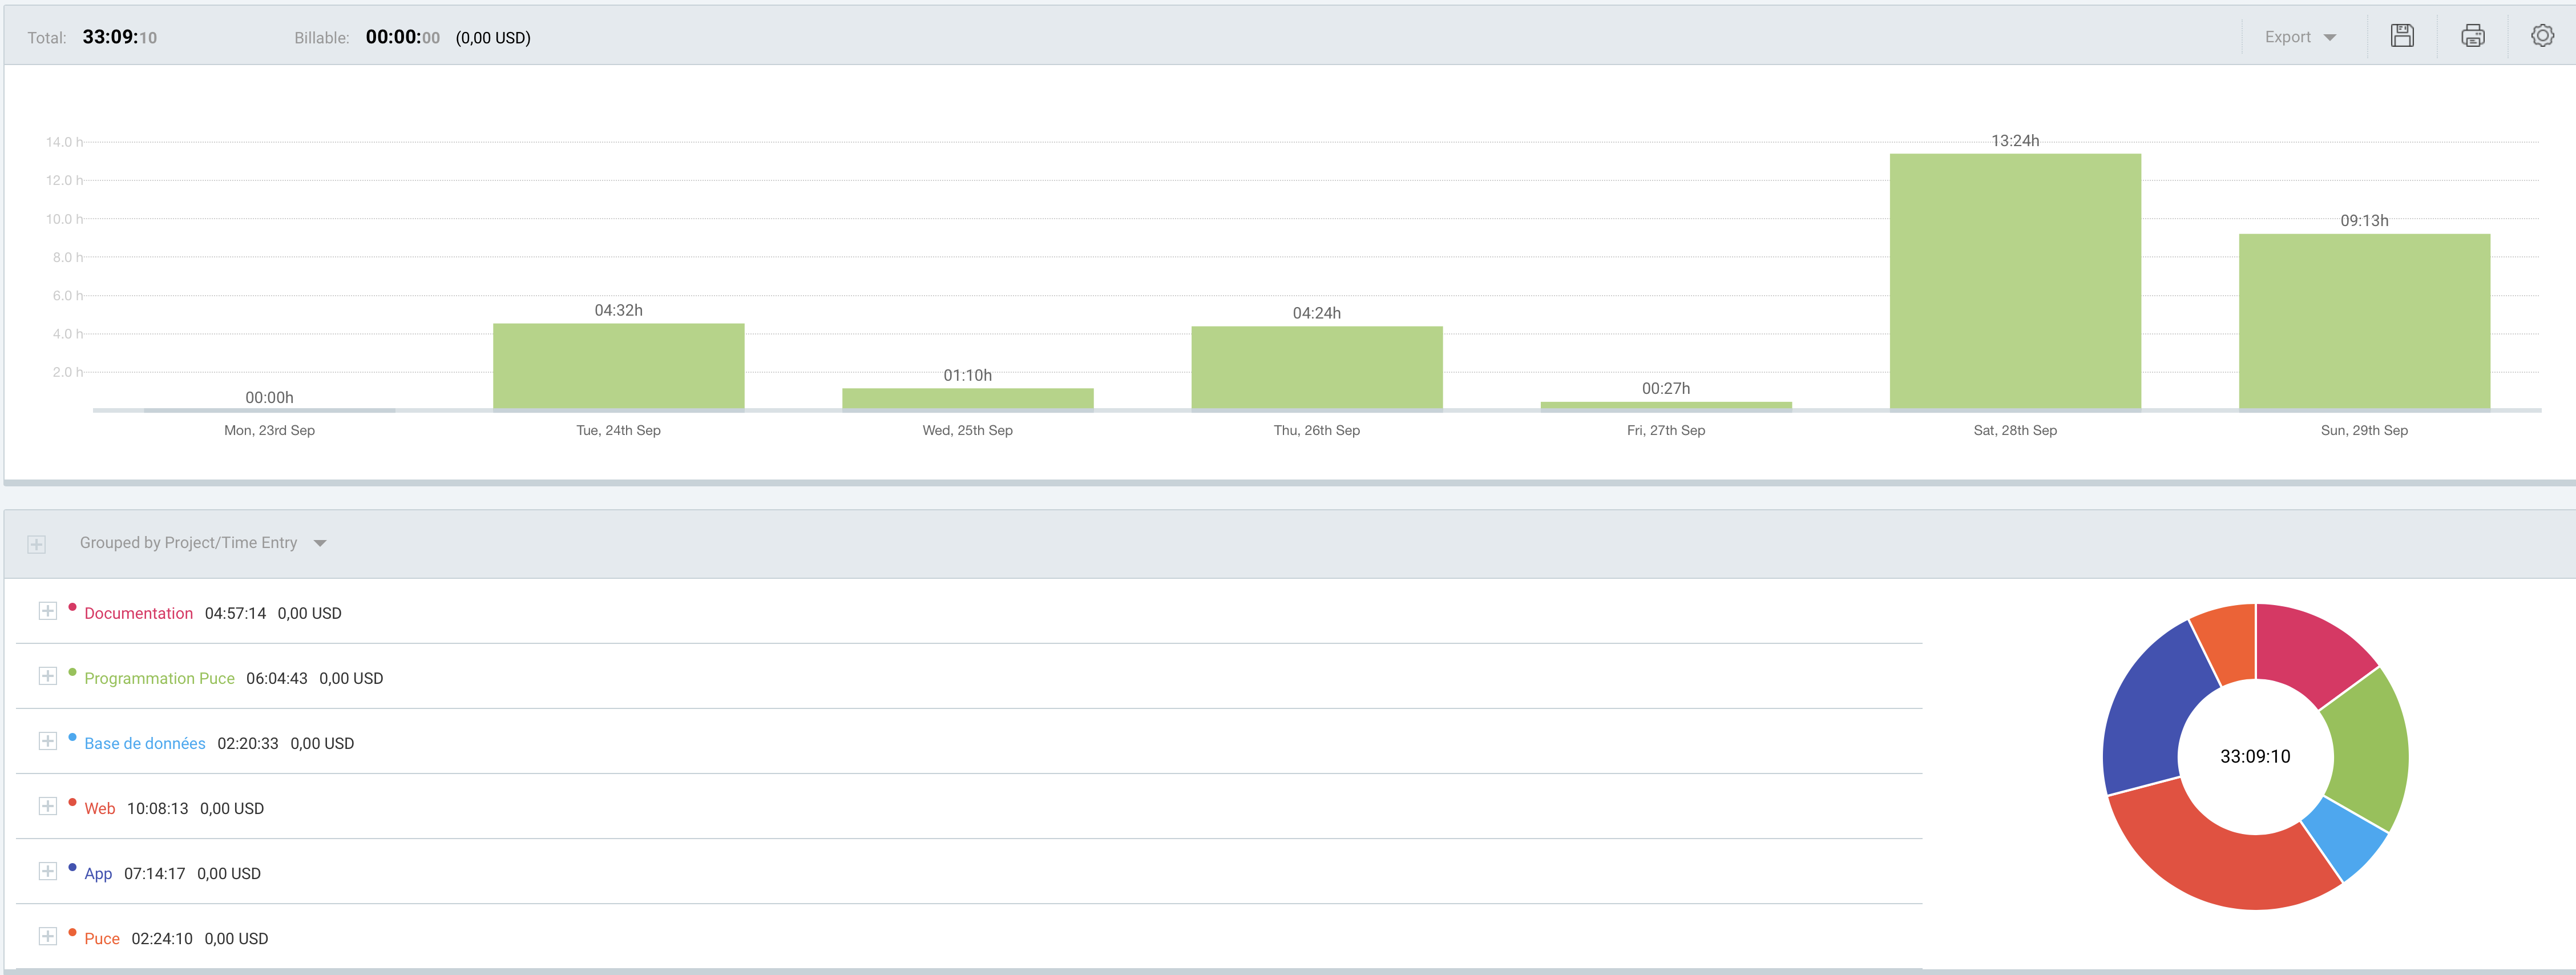 Total: 33:09:10 Billable: 00:00:00 (0,00 USD) Export
14.0 h
12.0 h
10.0 h
8.0 h
6.0 h
4.0 h
2.0 h
00:00h 04:32h 01:10h 04:24h 00:27h 13:24h 09:13h
Mon, 23rd Sep Tue, 24th Sep Wed, 25th Sep Thu, 26th Sep Fri, 27th Sep Sat, 28th Sep Sun, 29th Sep
Grouped by Project/Time Entry
Documentation 04:57:14 0,00 USD
Programmation Puce 06:04:43 0,00 USD
Base de données 02:20:33 0,00 USD
Web 10:08:13 0,00 USD
App 07:14:17 0,00 USD
Puce 02:24:10 0,00 USD
33:09:10